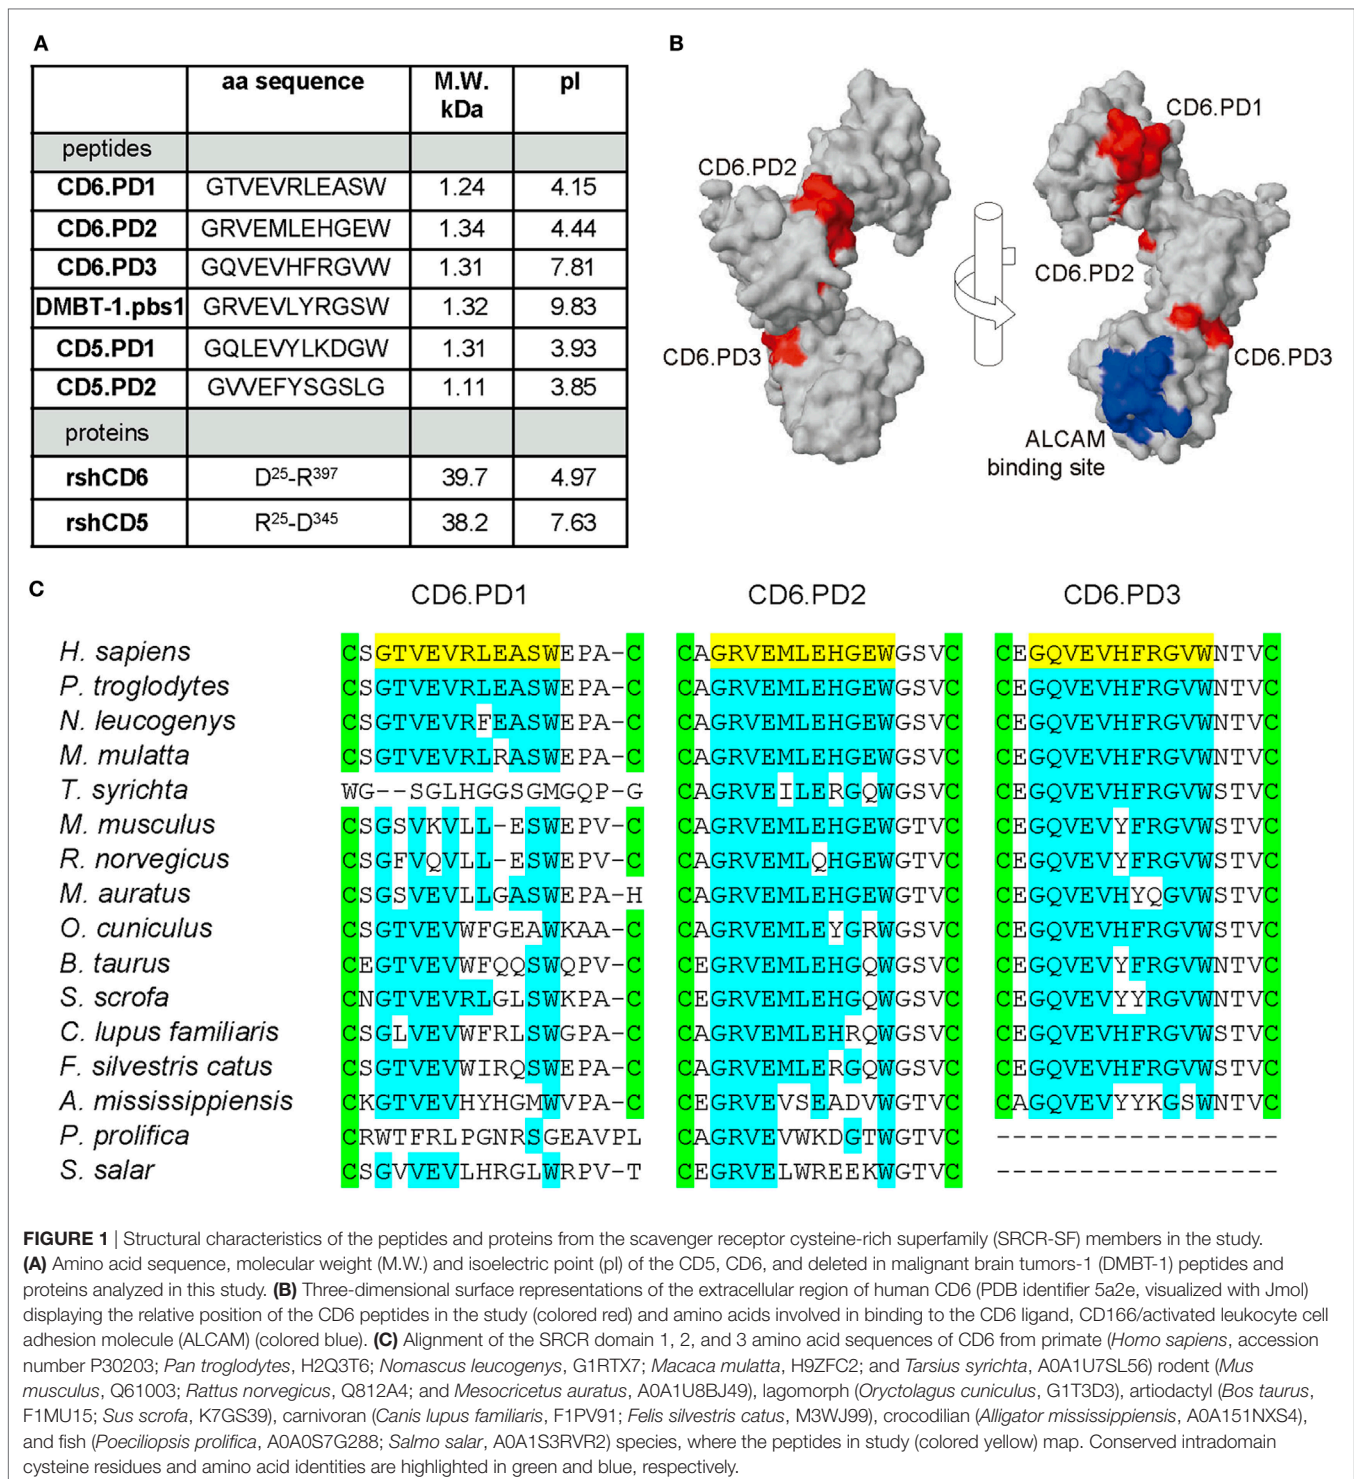 A
aa sequence M.W. kDa pI
peptides
CD6.PD1 GTVEVRLEASW 1.24 4.15
CD6.PD2 GRVEMLEHGEW 1.34 4.44
CD6.PD3 GQVEVHFRGVW 1.31 7.81
DMBT-1.pbs1 GRVEVLYRGSW 1.32 9.83
CD5.PD1 GQLEVYLKDGW 1.31 3.93
CD5.PD2 GVVEFYSGSLG 1.11 3.85
proteins
rshCD6 D25-R397 39.7 4.97
rshCD5 R25-D345 38.2 7.63
B
CD6.PD1
CD6.PD2
CD6.PD2
CD6.PD3
CD6.PD3
ALCAM
binding site
C
CD6.PD1 CD6.PD2 CD6.PD3
H. sapiens CSGTVEVRLEASWEPA-C CAGRVEMLEHGEWGSVC CEGQVEVHFRGVWNTVC
P. troglodytes CSGTVEVRLEASWEPA-C CAGRVEMLEHGEWGSVC CEGQVEVHFRGVWNTVC
N. leucogenys CSGTVEVRFEASWEPA-C CAGRVEMLEHGEWGSVC CEGQVEVHFRGVWNTVC
M. mulatta CSGTVEVRLRASWEPA-C CAGRVEMLEHGEWGSVC CEGQVEVHFRGVWNTVC
T. syrichta WG--SGLHGGSGMGQP-G CAGRVEILERGQWGSVC CEGQVEVHFRGVWSTVC
M. musculus CSGSVKVLL-ESWEPV-C CAGRVEMLEHGEWGTVC CEGQVEVYFRGVWSTVC
R. norvegicus CSGFVQVLL-ESWEPV-C CAGRVEMLQHGEWGTVC CEGQVEVYFRGVWSTVC
M. auratus CSGSVEVLLGASWEPA-H CAGRVEMLEHGEWGTVC CEGQVEVHYQGVWSTVC
O. cuniculus CSGTVEVWFGEAWKAA-C CAGRVEMLEYGRWGSVC CEGQVEVHFRGVWSTVC
B. taurus CEGTVEVWFQQSWQPV-C CEGRVEMLEHGQWGSVC CEGQVEVYFRGVWNTVC
S. scrofa CNGTVEVRLGLSWKPA-C CEGRVEMLEHGQWGSVC CEGQVEVYYRGVWNTVC
C. lupus familiaris CSGLVEVWFRLSWGPA-C CAGRVEMLEHRQWGSVC CEGQVEVHFRGVWSTVC
F. silvestris catus CSGTVEVWIRQSWEPA-C CAGRVEMLERGQWGSVC CEGQVEVHFRGVWSTVC
A. mississippiensis CKGTVEVHYHGMWVPA-C CEGRVEVSEADVWGTVC CAGQVEVYYKGSWNTVC
P. prolifica CRWTFRLPGNRSGEAVPL CAGRVEVWKDGTWGTVC -----------------
S. salar CSGVVEVLHRGLWRPV-T CEGRVELWREEKWGTVC -----------------
FIGURE 1 | Structural characteristics of the peptides and proteins from the scavenger receptor cysteine-rich superfamily (SRCR-SF) members in the study.
(A) Amino acid sequence, molecular weight (M.W.) and isoelectric point (pI) of the CD5, CD6, and deleted in malignant brain tumors-1 (DMBT-1) peptides and
proteins analyzed in this study. (B) Three-dimensional surface representations of the extracellular region of human CD6 (PDB identifier 5a2e, visualized with Jmol)
displaying the relative position of the CD6 peptides in the study (colored red) and amino acids involved in binding to the CD6 ligand, CD166/activated leukocyte cell
adhesion molecule (ALCAM) (colored blue). (C) Alignment of the SRCR domain 1, 2, and 3 amino acid sequences of CD6 from primate (Homo sapiens, accession
number P30203; Pan troglodytes, H2Q3T6; Nomascus leucogenys, G1RTX7; Macaca mulatta, H9ZFC2; and Tarsius syrichta, A0A1U7SL56) rodent (Mus
musculus, Q61003; Rattus norvegicus, Q812A4; and Mesocricetus auratus, A0A1U8BJ49), lagomorph (Oryctolagus cuniculus, G1T3D3), artiodactyl (Bos taurus,
F1MU15; Sus scrofa, K7GS39), carnivoran (Canis lupus familiaris, F1PV91; Felis silvestris catus, M3WJ99), crocodilian (Alligator mississippiensis, A0A151NXS4),
and fish (Poeciliopsis prolifica, A0A0S7G288; Salmo salar, A0A1S3RVR2) species, where the peptides in study (colored yellow) map. Conserved intradomain
cysteine residues and amino acid identities are highlighted in green and blue, respectively.